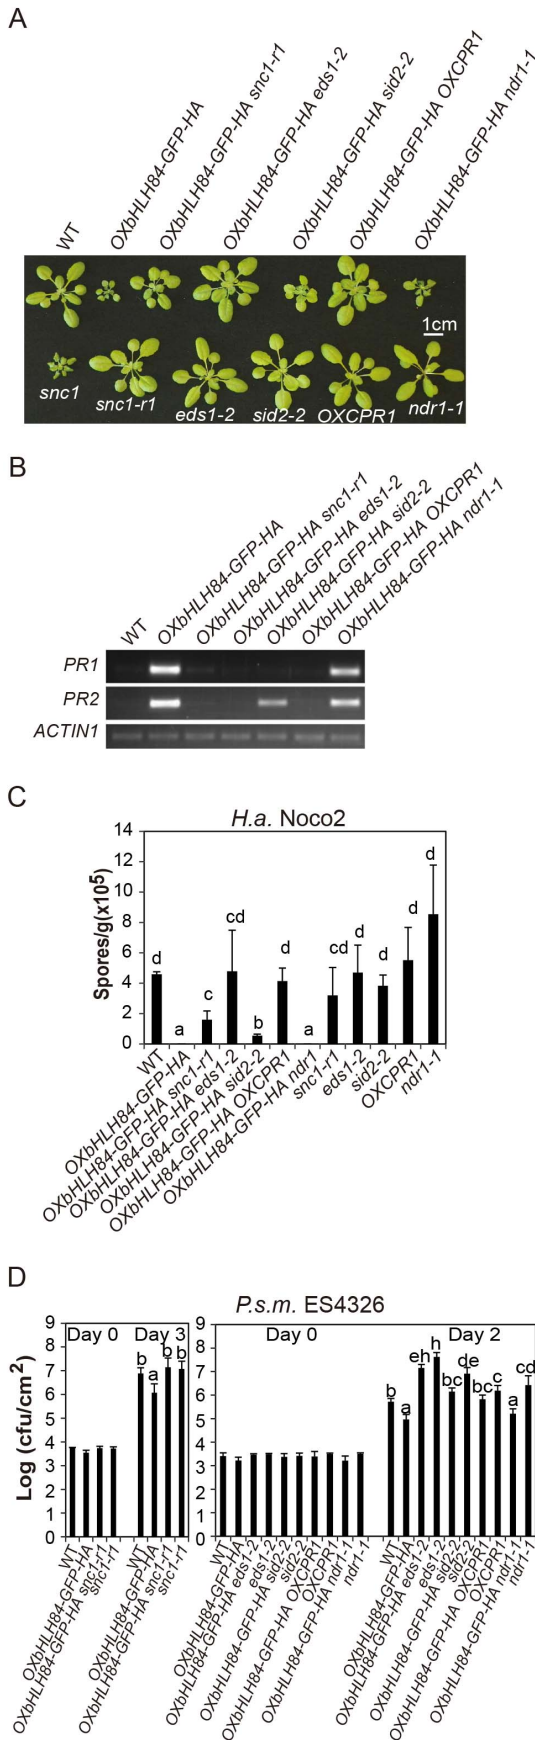 A
WT
OXbHLH84-GFP-HA
OXbHLH84-GFP-HA snc1-r1
OXbHLH84-GFP-HA eds1-2
OXbHLH84-GFP-HA sid2-2
OXbHLH84-GFP-HA OXCPR1
OXbHLH84-GFP-HA ndr1-1
1cm
snc1
snc1-r1
eds1-2
sid2-2
OXCPR1
ndr1-1
B
WT
OXbHLH84-GFP-HA
OXbHLH84-GFP-HA snc1-r1
OXbHLH84-GFP-HA eds1-2
OXbHLH84-GFP-HA sid2-2
OXbHLH84-GFP-HA OXCPR1
OXbHLH84-GFP-HA ndr1-1
PR1
PR2
ACTIN1
C
H.a. Noco2
Spores/g(x10⁵)
14
12
10
8
6
4
2
0
d
a
c
cd
b
d
a
cd
d
d
d
d
WT
OXbHLH84-GFP-HA
OXbHLH84-GFP-HA snc1-r1
OXbHLH84-GFP-HA eds1-2
OXbHLH84-GFP-HA sid2-2
OXbHLH84-GFP-HA OXCPR1
OXbHLH84-GFP-HA ndr1
snc1-r1
eds1-2
sid2-2
OXCPR1
ndr1-1
D
P.s.m. ES4326
Log (cfu/cm²)
9
8
7
6
5
4
3
2
1
0
Day 0
Day 3
b
a
b
b
WT
OXbHLH84-GFP-HA
OXbHLH84-GFP-HA snc1-r1
snc1-r1
WT
OXbHLH84-GFP-HA
OXbHLH84-GFP-HA snc1-r1
snc1-r1
9
8
7
6
5
4
3
2
1
0
Day 0
Day 2
b
a
eh
h
bc
de
bc
c
a
cd
WT
OXbHLH84-GFP-HA
OXbHLH84-GFP-HA eds1-2
eds1-2
OXbHLH84-GFP-HA sid2-2
sid2-2
OXbHLH84-GFP-HA OXCPR1
OXCPR1
OXbHLH84-GFP-HA ndr1-1
ndr1-1
WT
OXbHLH84-GFP-HA
OXbHLH84-GFP-HA eds1-2
eds1-2
OXbHLH84-GFP-HA sid2-2
sid2-2
OXbHLH84-GFP-HA OXCPR1
OXCPR1
OXbHLH84-GFP-HA ndr1-1
ndr1-1